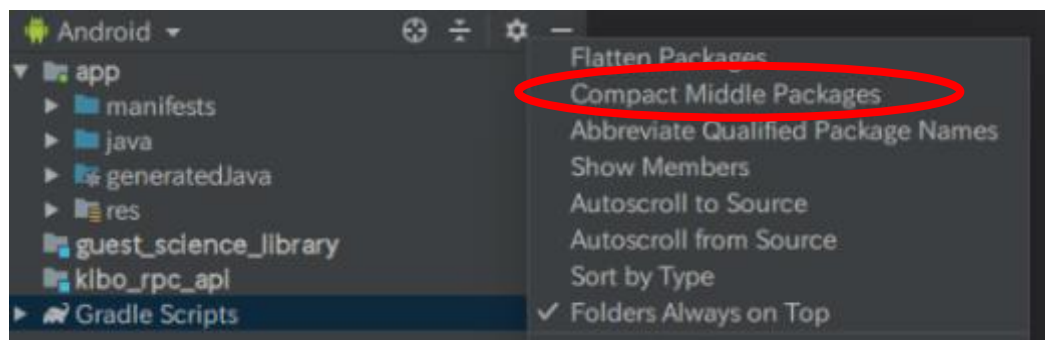 Android
app
manifests
java
generatedJava
res
guest_science_library
kibo_rpc_api
Gradle Scripts
Flatten Packages
Compact Middle Packages
Abbreviate Qualified Package Names
Show Members
Autoscroll to Source
Autoscroll from Source
Sort by Type
Folders Always on Top